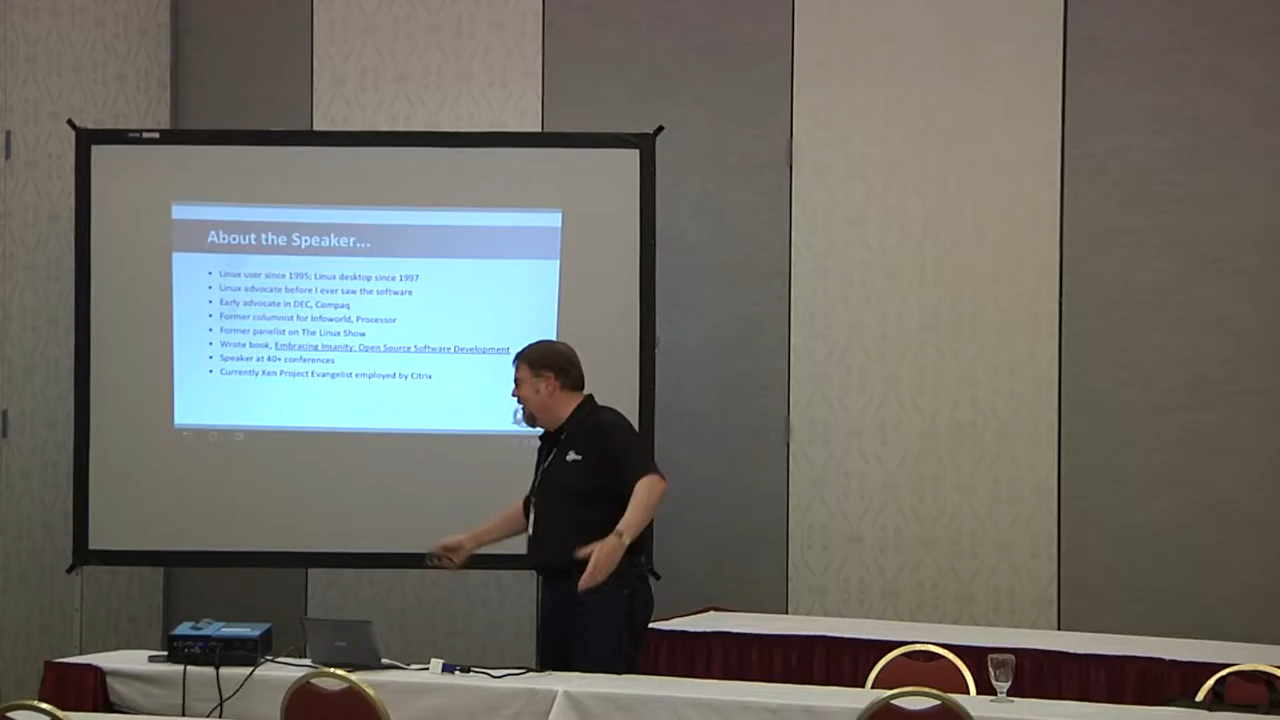 About the Speaker...
• Linux user since 1995; Linux desktop since 1997
• Linux advocate before I ever saw the software
• Early advocate in DEC, Compaq
• Former columnist for Infoworld, Processor
• Former panelist on The Linux Show
• Wrote book, Embracing Insanity: Open Source Software Development
• Speaker at 40+ conferences
• Currently Xen Project Evangelist employed by Citrix